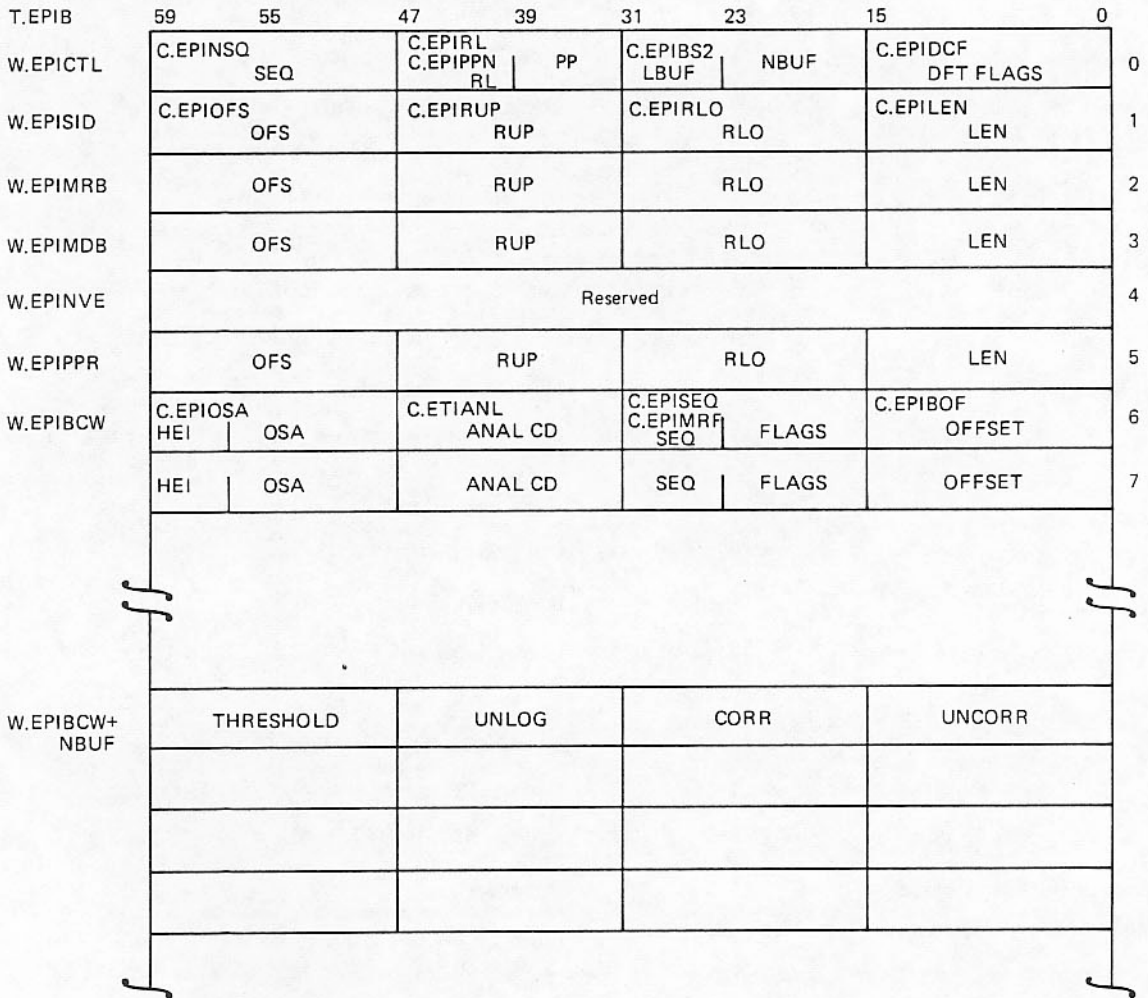 T.EPIB 59 55 47 39 31 23 15 0
W.EPICTL C.EPINSQ C.EPIRL C.EPIBS2 C.EPIDCF 0
C.EPIPPN PP LBUF NBUF
SEQ RL DFT FLAGS
W.EPISID C.EPIOFS C.EPIRUP C.EPIRLO C.EPILEN 1
OFS RUP RLO LEN
W.EPIMRB OFS RUP RLO LEN 2
W.EPIMDB OFS RUP RLO LEN 3
W.EPINVE Reserved 4
W.EPIPPR OFS RUP RLO LEN 5
W.EPIBCW C.EPIOSA C.ETIANL C.EPISEQ C.EPIBOF 6
C.EPIMRF
HEI OSA ANAL CD SEQ FLAGS OFFSET
HEI OSA ANAL CD SEQ FLAGS OFFSET 7
W.EPIBCW+ THRESHOLD UNLOG CORR UNCORR
NBUF